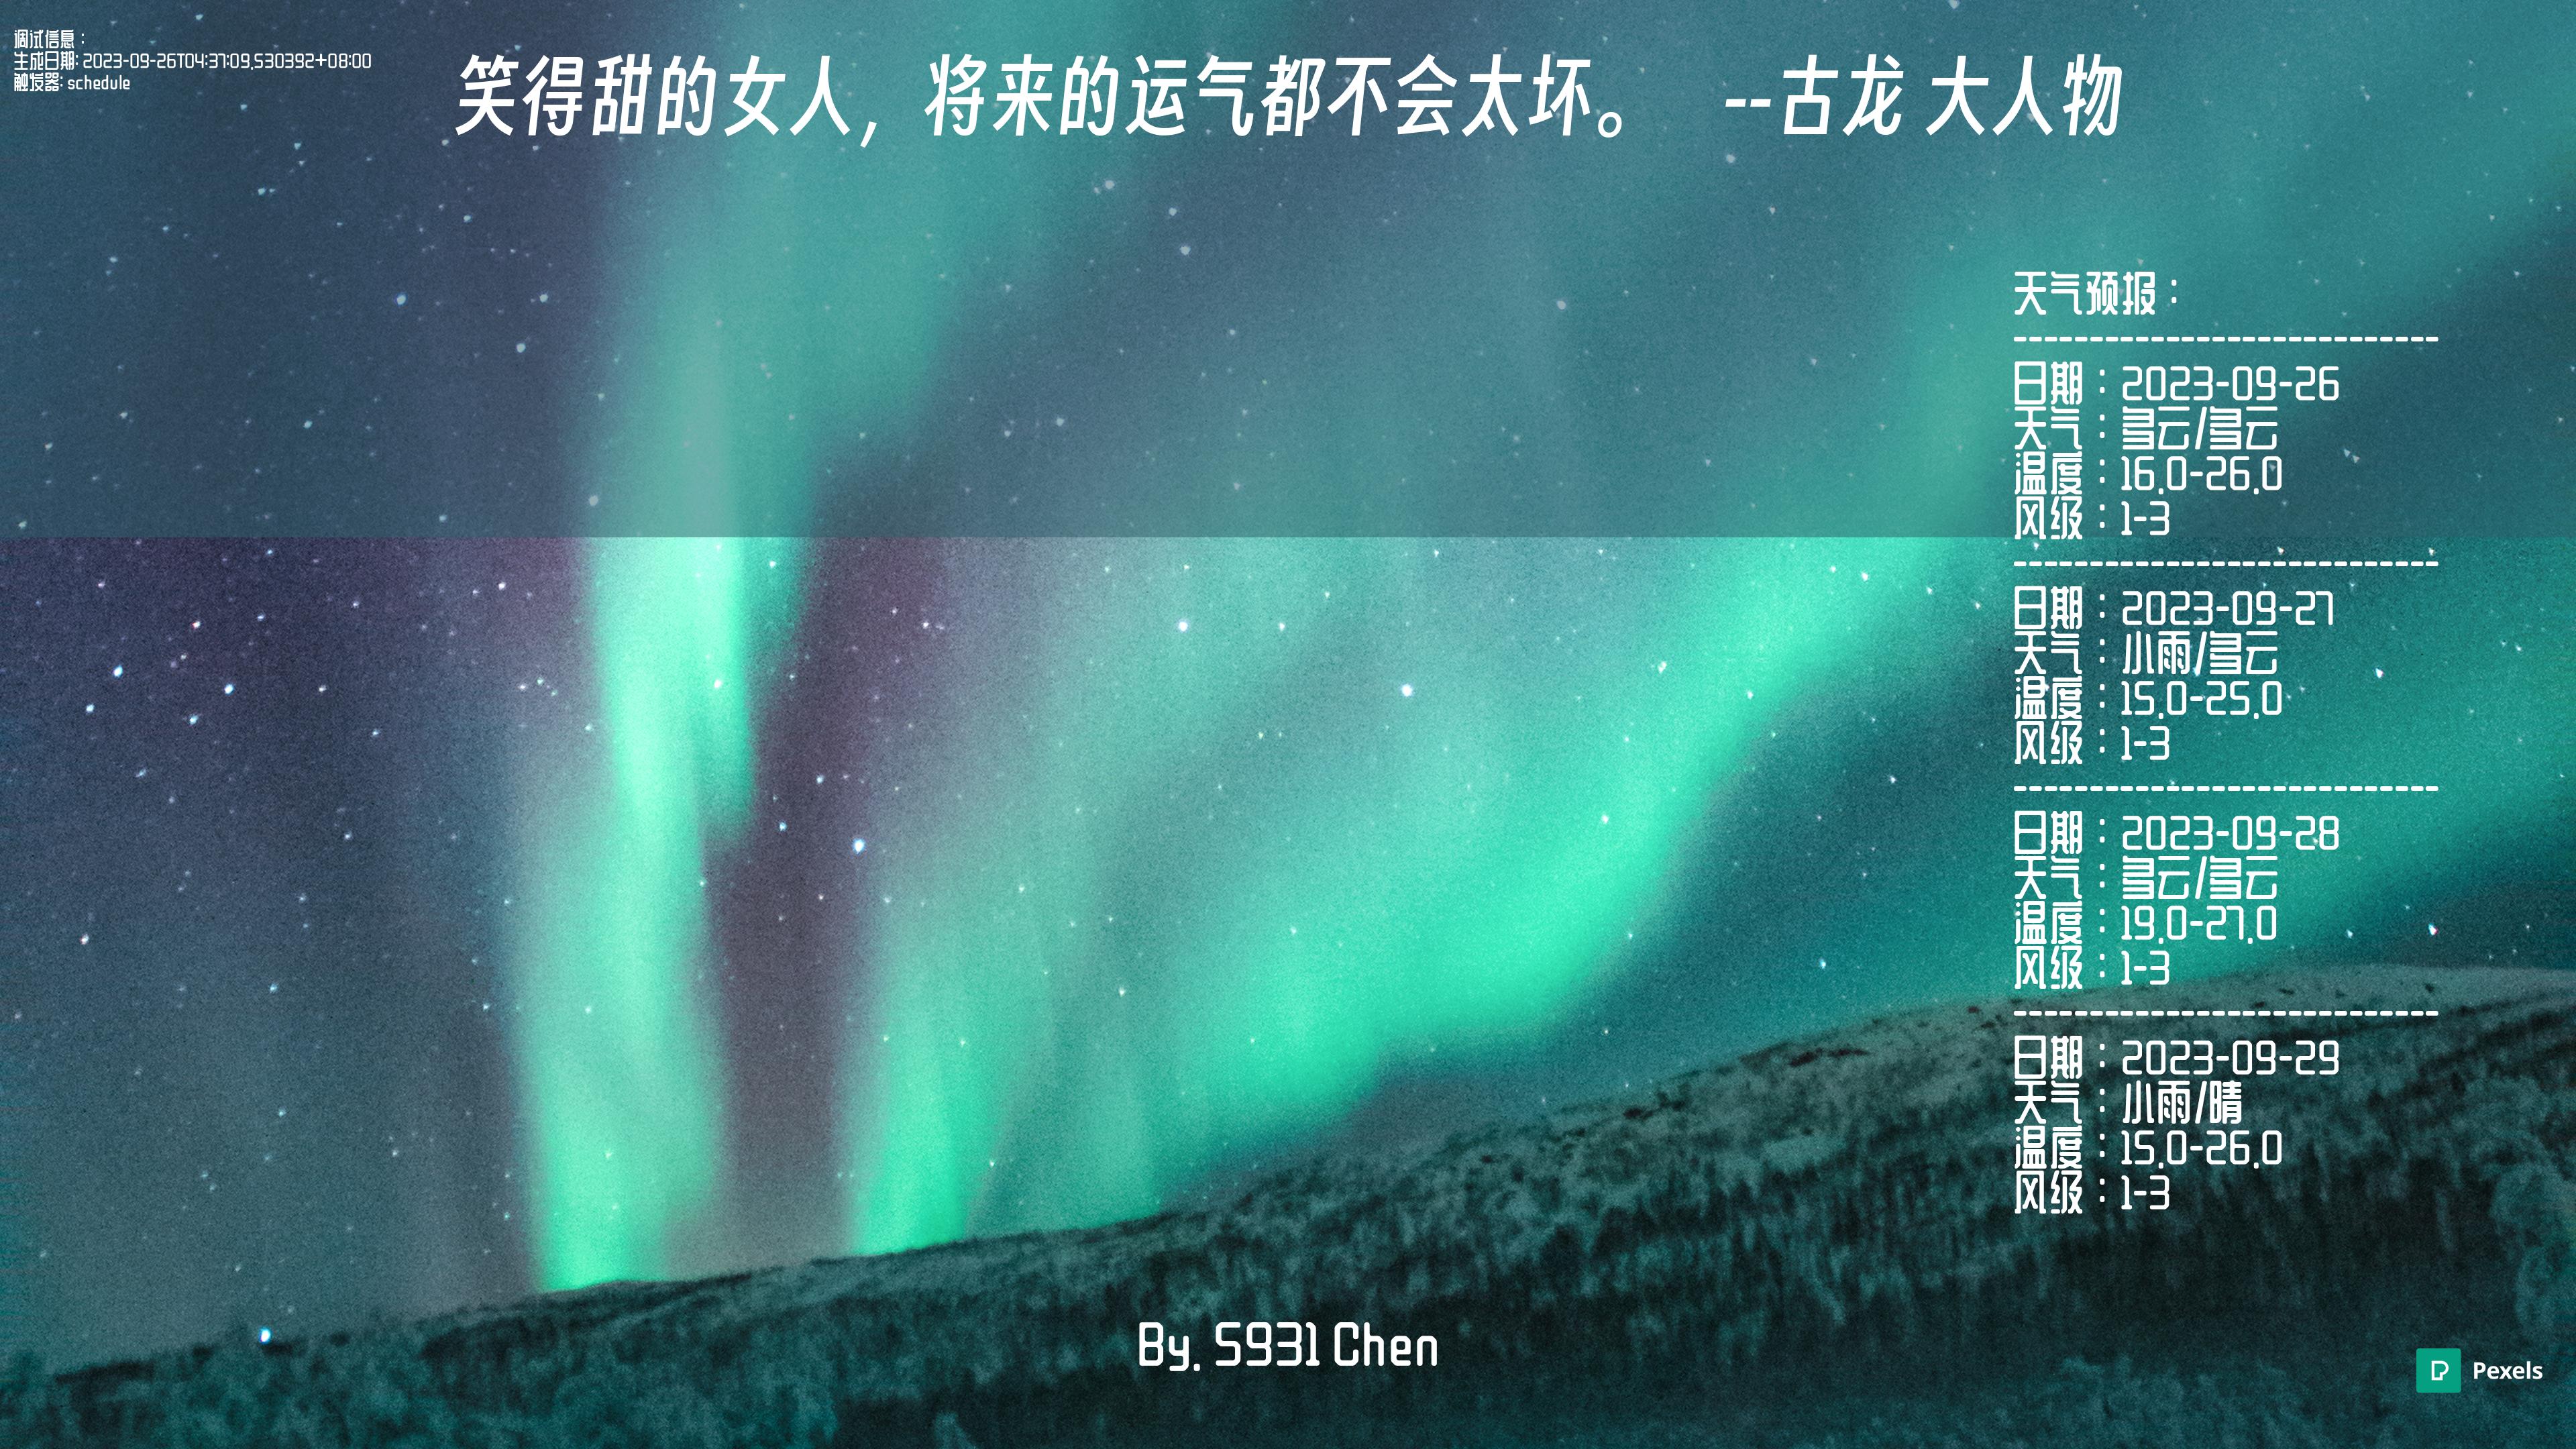 调试信息：
生成日期: 2023-09-26T04:37:09.530392+08:00
触发器: schedule
笑得甜的女人，将来的运气都不会太坏。 --古龙 大人物
天气预报：
----------------------------
日期：2023-09-26
天气：多云/多云
温度：16.0-26.0
风级：1-3
----------------------------
日期：2023-09-27
天气：小雨/多云
温度：15.0-25.0
风级：1-3
----------------------------
日期：2023-09-28
天气：多云/多云
温度：19.0-27.0
风级：1-3
----------------------------
日期：2023-09-29
天气：小雨/晴
温度：15.0-26.0
风级：1-3
By. S931 Chen
Pexels